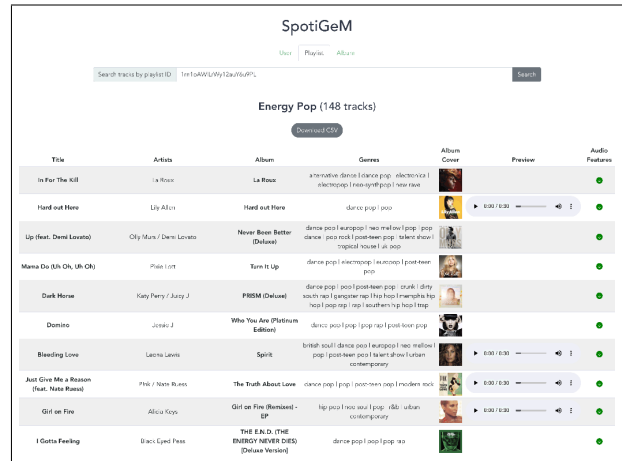 SpotiGeM
User Playlist Album
Search tracks by playlist ID Search
Energy Pop (148 tracks)
Download CSV
Title Artists Album Genres Album Cover Preview Audio Features
In For The Kill La Roux La Roux alternative dance | dance pop | electronica | electropop | neo-synthpop | new rave
Hard out Here Lily Allen Hard out Here dance pop | pop 0:00 / 0:30
Up (feat. Demi Lovato) Olly Murs / Demi Lovato Never Been Better (Deluxe) dance pop | europop | neo mellow | pop | pop dance | pop rock | post-teen pop | talent show | tropical house | uk pop
Mama Do (Uh Oh, Uh Oh) Pixie Lott Turn It Up dance pop | electropop | europop | post-teen pop
Dark Horse Katy Perry / Juicy J PRISM (Deluxe) dance pop | pop | post-teen pop | crunk | dirty south rap | gangster rap | hip hop | memphis hip hop | pop rap | rap | southern hip hop | trap
Domino Jessie J Who You Are (Platinum Edition) dance pop | pop | pop rap | post-teen pop
Bleeding Love Leona Lewis Spirit british soul | dance pop | europop | neo mellow | pop | post-teen pop | talent show | urban contemporary 0:00 / 0:30
Just Give Me a Reason (feat. Nate Ruess) P!nk / Nate Ruess The Truth About Love dance pop | pop | post-teen pop | modern rock 0:00 / 0:30
Girl on Fire Alicia Keys Girl on Fire (Remixes) - EP hip hop | neo soul | pop | r&b | urban contemporary 0:00 / 0:30
I Gotta Feeling Black Eyed Peas THE E.N.D. (THE ENERGY NEVER DIES) [Deluxe Version] dance pop | pop | pop rap